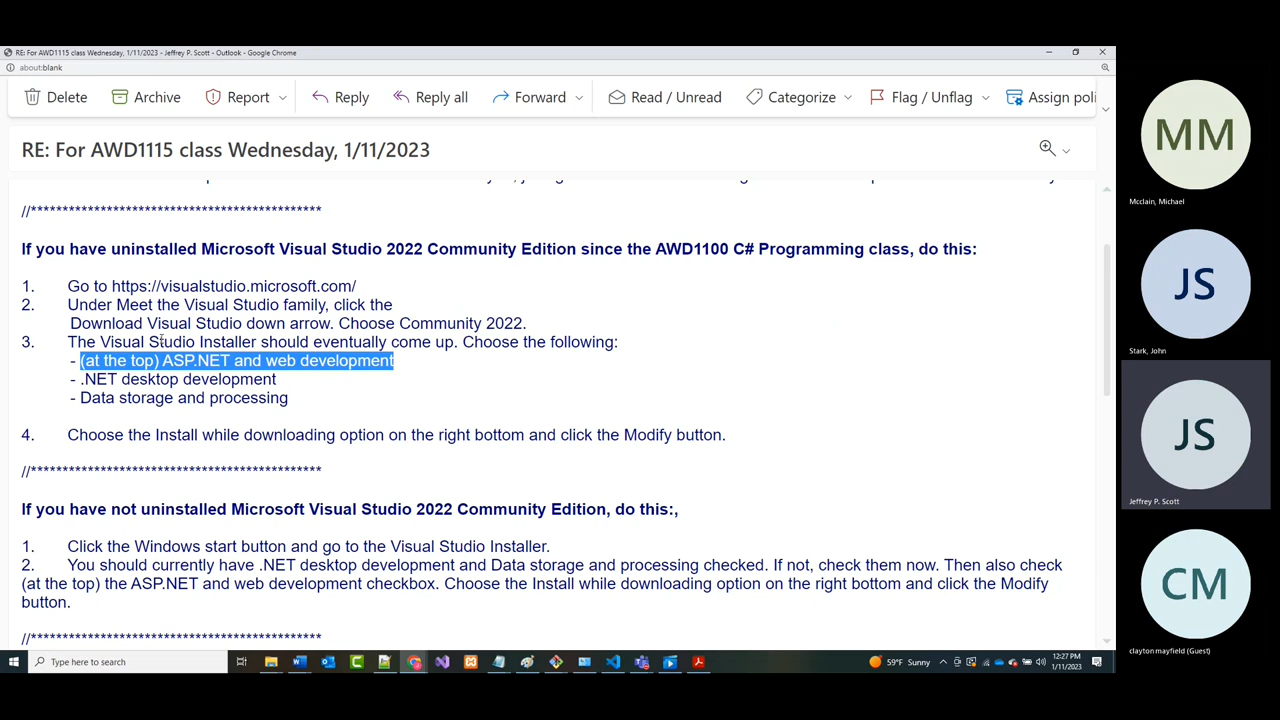 RE: For AWD1115 class Wednesday, 1/11/2023 - Jeffrey P. Scott - Outlook - Google Chrome
about:blank
Delete Archive Report Reply Reply all Forward Read / Unread Categorize Flag / Unflag Assign poli
RE: For AWD1115 class Wednesday, 1/11/2023
//**********************************************
If you have uninstalled Microsoft Visual Studio 2022 Community Edition since the AWD1100 C# Programming class, do this:
1. Go to https://visualstudio.microsoft.com/
2. Under Meet the Visual Studio family, click the
Download Visual Studio down arrow. Choose Community 2022.
3. The Visual Studio Installer should eventually come up. Choose the following:
- (at the top) ASP.NET and web development
- .NET desktop development
- Data storage and processing
4. Choose the Install while downloading option on the right bottom and click the Modify button.
//**********************************************
If you have not uninstalled Microsoft Visual Studio 2022 Community Edition, do this:,
1. Click the Windows start button and go to the Visual Studio Installer.
2. You should currently have .NET desktop development and Data storage and processing checked. If not, check them now. Then also check
(at the top) the ASP.NET and web development checkbox. Choose the Install while downloading option on the right bottom and click the Modify
button.
//**********************************************
Type here to search
59°F Sunny
12:27 PM
1/11/2023
MM
Mcclain, Michael
JS
Stark, John
JS
Jeffrey P. Scott
CM
clayton mayfield (Guest)